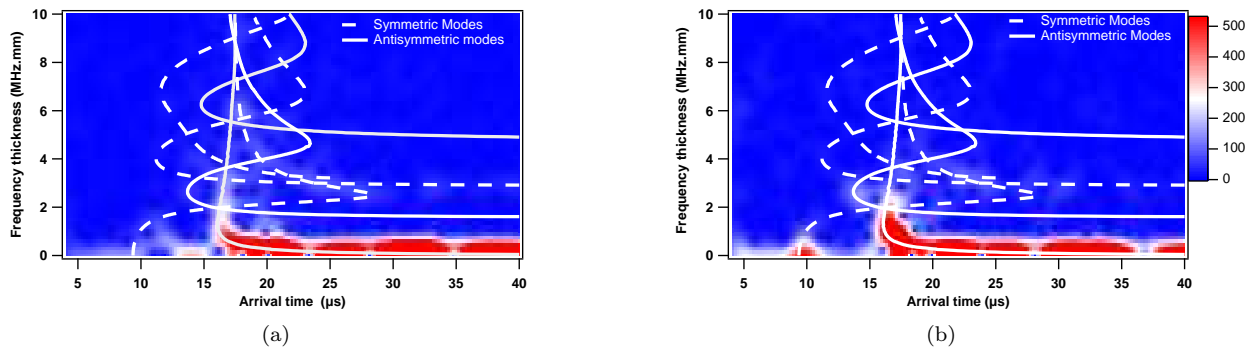 10
8
6
4
2
0
Frequency thickness (MHz.mm)
Symmetric Modes
Antisymmetric modes
5 10 15 20 25 30 35 40
Arrival time (μs)
(a)
10
8
6
4
2
0
Frequency thickness (MHz.mm)
Symmetric Modes
Antisymmetric Modes
5 10 15 20 25 30 35 40
Arrival time (μs)
500
400
300
200
100
0
(b)